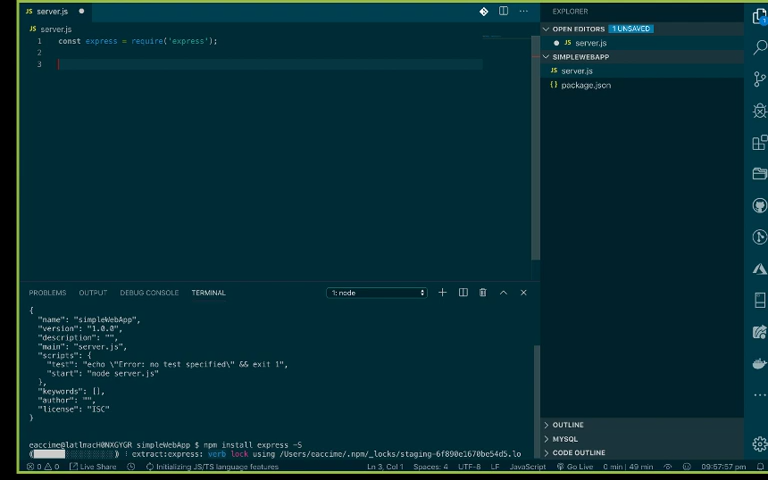 JS server.js
EXPLORER
JS server.js
OPEN EDITORS 1 UNSAVED
JS server.js
SIMPLEWEBAPP
JS server.js
{} package.json
1 const express = require('express');
2
3
PROBLEMS OUTPUT DEBUG CONSOLE TERMINAL 1: node
{
"name": "simpleWebApp",
"version": "1.0.0",
"description": "",
"main": "server.js",
"scripts": {
"test": "echo \"Error: no test specified\" && exit 1",
"start": "node server.js"
},
"keywords": [],
"author": "",
"license": "ISC"
}
OUTLINE
MYSQL
CODE OUTLINE
eaccime@latlmacH0NXGYGR simpleWebApp $ npm install express -S
⸩ ⠇ extract:express: verb lock using /Users/eaccime/.npm/_locks/staging-6f890e1670be54d5.lo
0 0 Live Share Initializing JS/TS language features Ln 3, Col 1 Spaces: 4 UTF-8 LF JavaScript Go Live 0 min | 49 min 09:57:57 pm